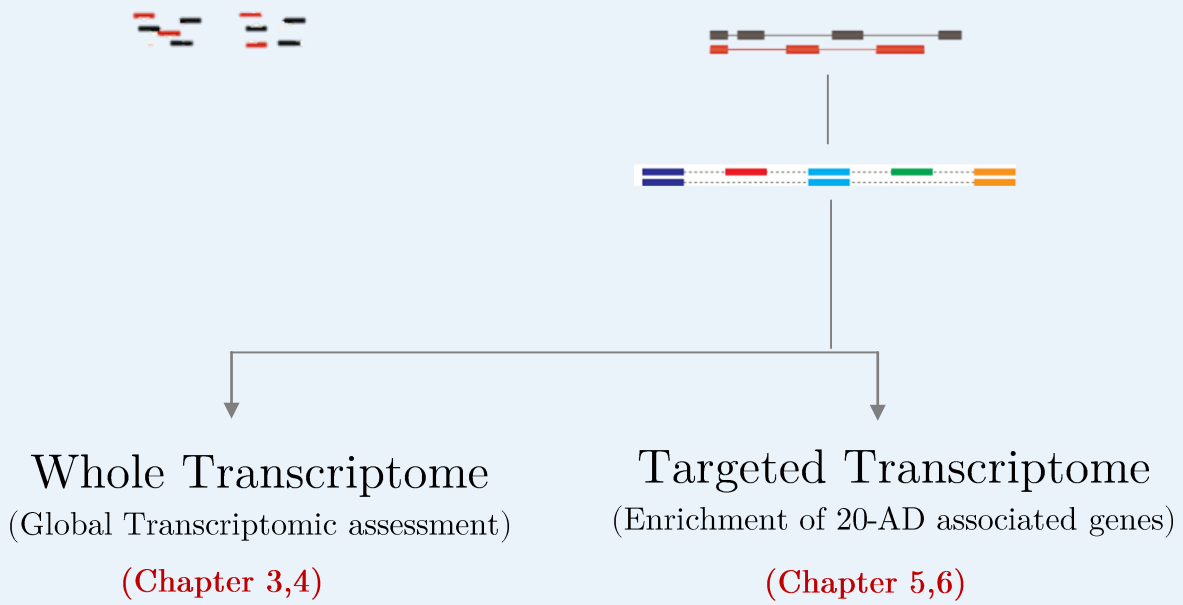 Whole Transcriptome
(Global Transcriptomic assessment)
(Chapter 3,4)
Targeted Transcriptome
(Enrichment of 20-AD associated genes)
(Chapter 5,6)